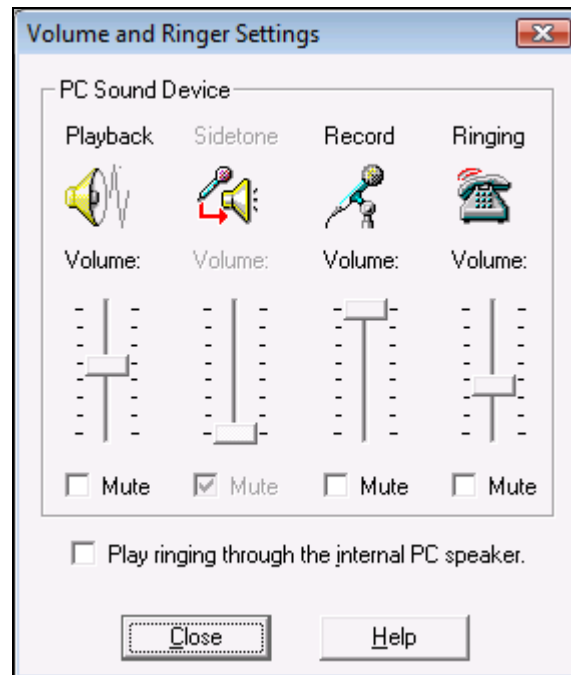 Volume and Ringer Settings
PC Sound Device
Playback Sidetone Record Ringing
Volume: Volume: Volume: Volume:
Mute Mute Mute Mute
Play ringing through the internal PC speaker.
Close Help